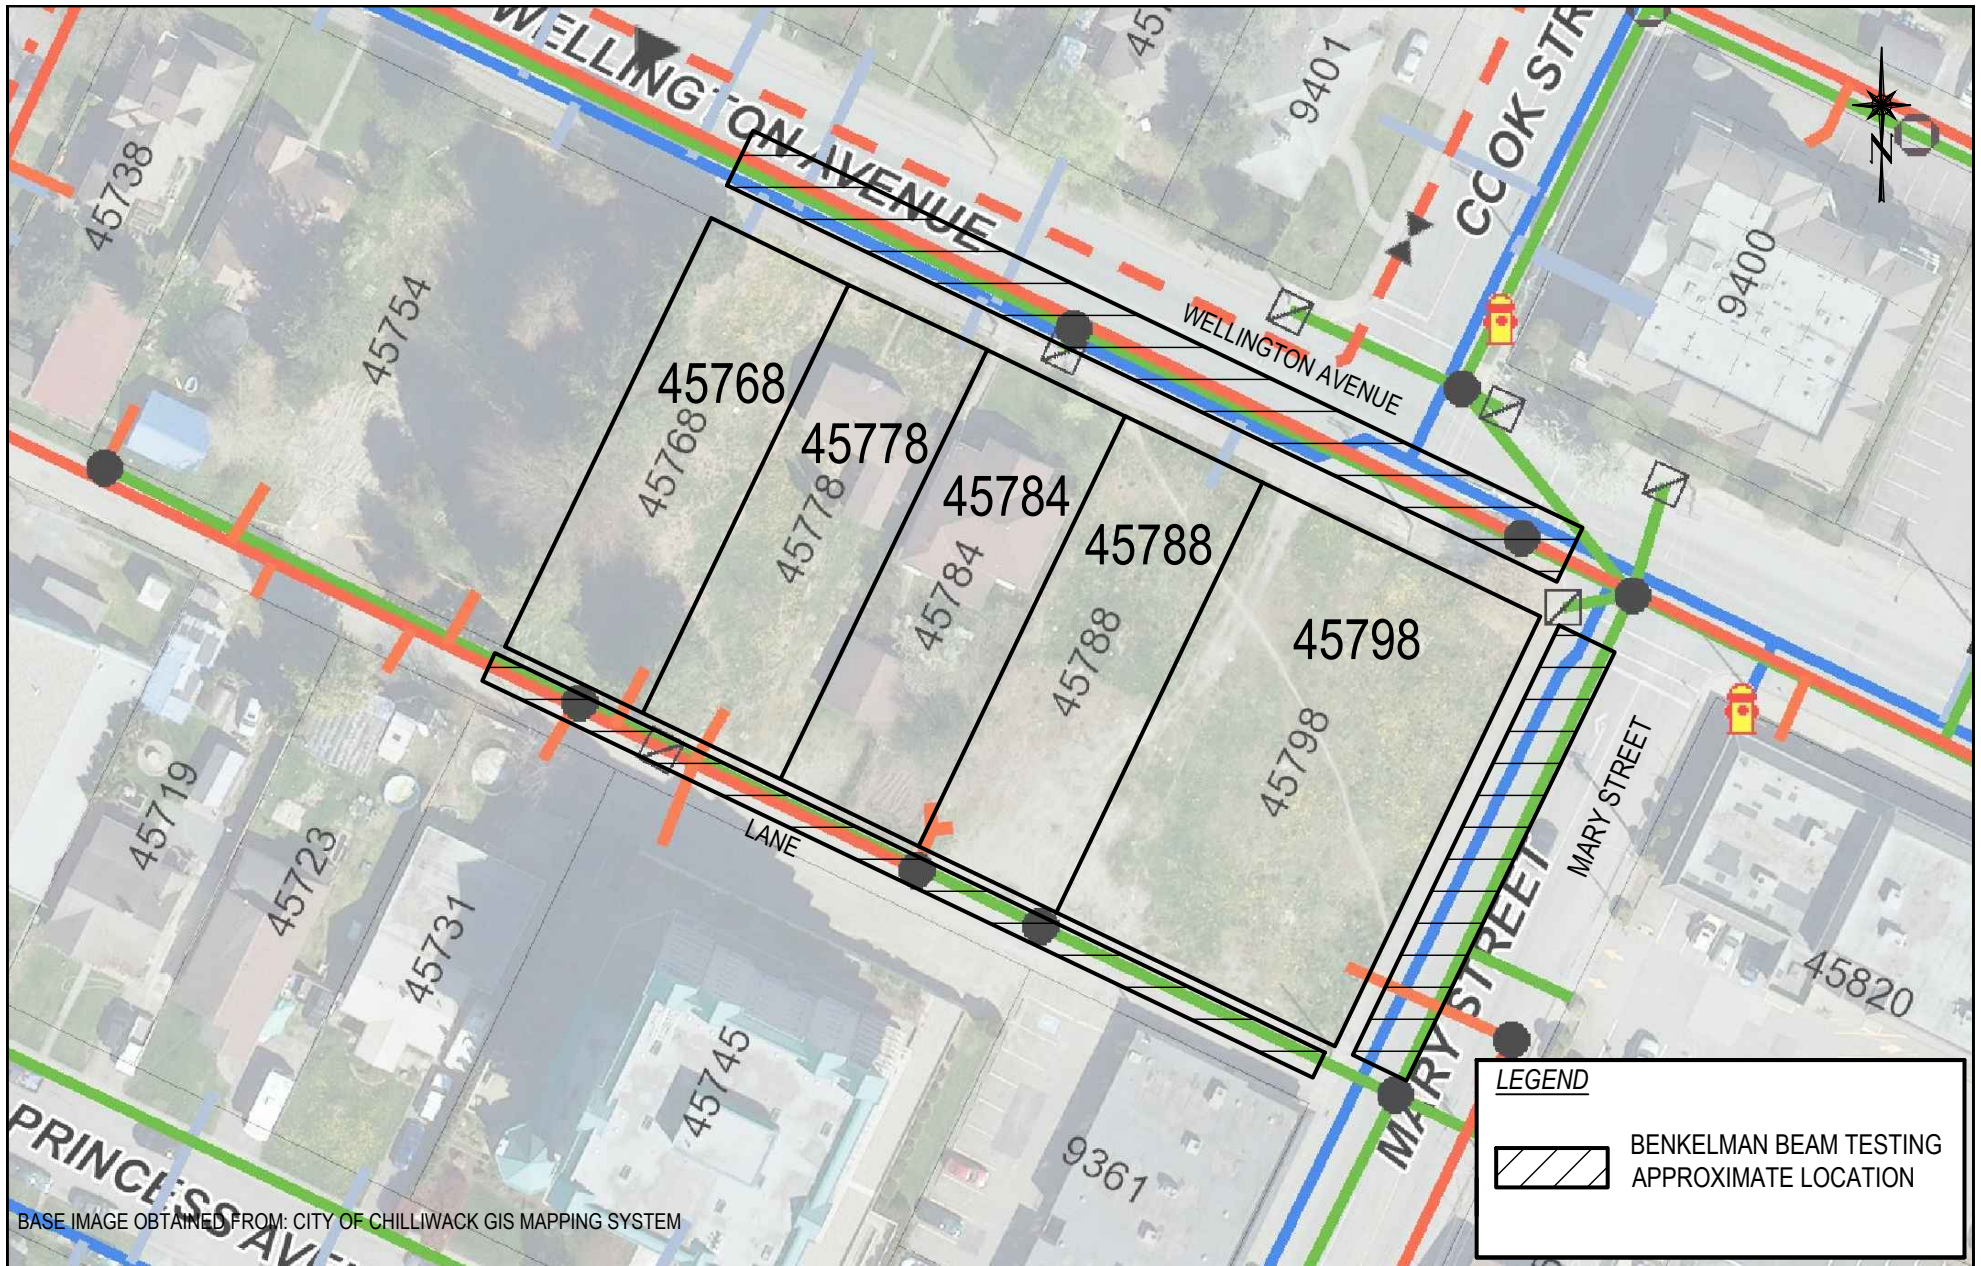 WELLINGTON AVENUE
COOK STR
9401
9400
45738
45754
WELLINGTON AVENUE
45768
45768
45778
45778
45784
45784
45788
45788
45798
45798
N
LANE
MARY STREET
MARY STREET
45719
45723
45731
45745
9361
45820
PRINCESS AVE
BASE IMAGE OBTAINED FROM: CITY OF CHILLIWACK GIS MAPPING SYSTEM
LEGEND
BENKELMAN BEAM TESTING
APPROXIMATE LOCATION